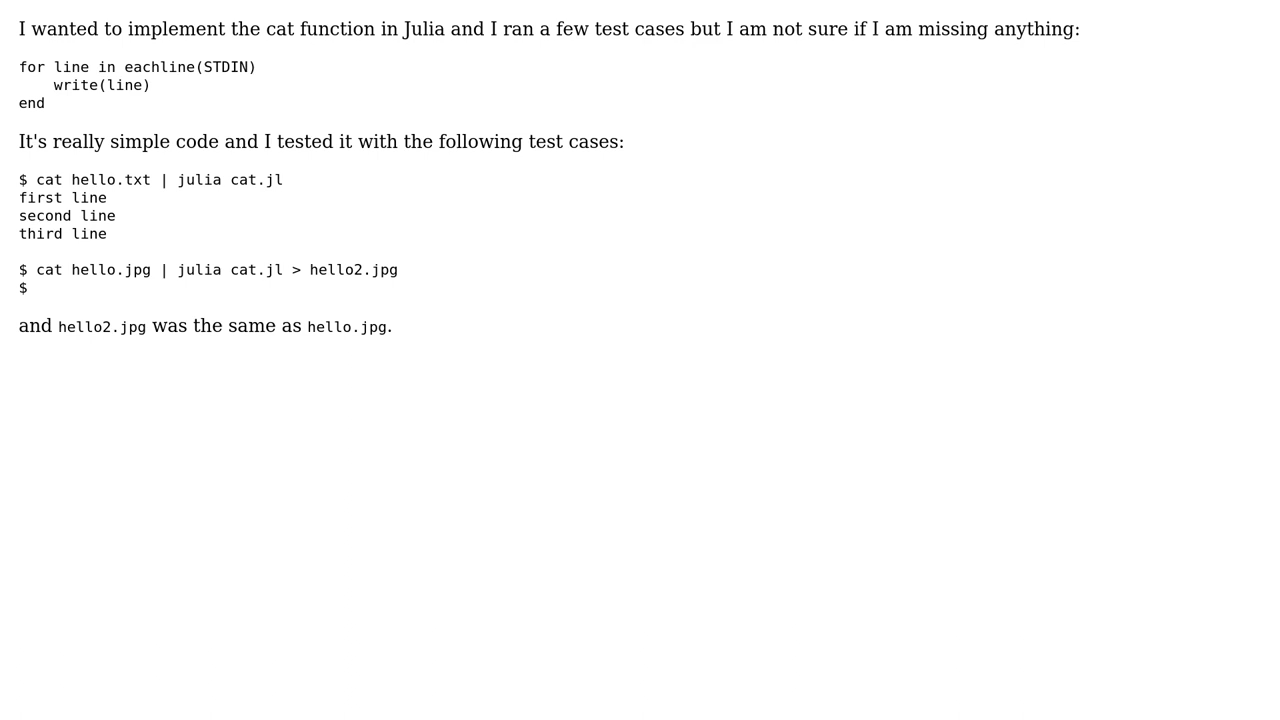 I wanted to implement the cat function in Julia and I ran a few test cases but I am not sure if I am missing anything:
for line in eachline(STDIN)
    write(line)
end
It's really simple code and I tested it with the following test cases:
$ cat hello.txt | julia cat.jl
first line
second line
third line
$ cat hello.jpg | julia cat.jl > hello2.jpg
$
and hello2.jpg was the same as hello.jpg.